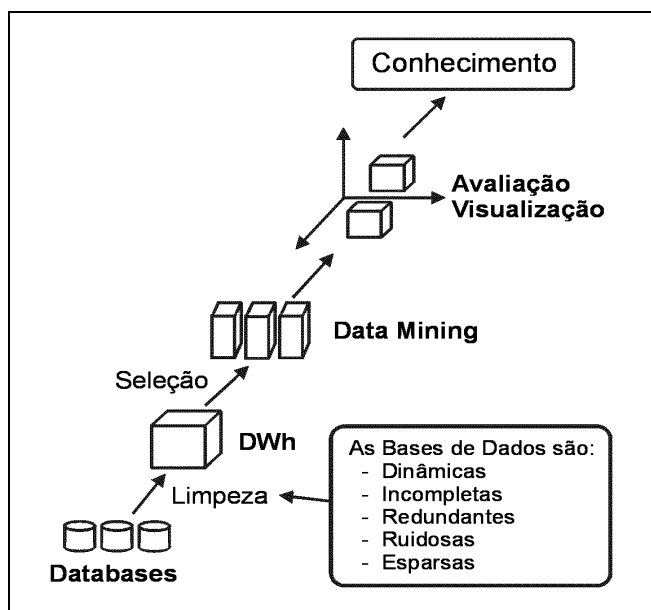 Conhecimento
Avaliação
Visualização
Data Mining
Seleção
DWh
As Bases de Dados são:
- Dinâmicas
- Incompletas
- Redundantes
- Ruidosas
- Esparsas
Limpeza
Databases